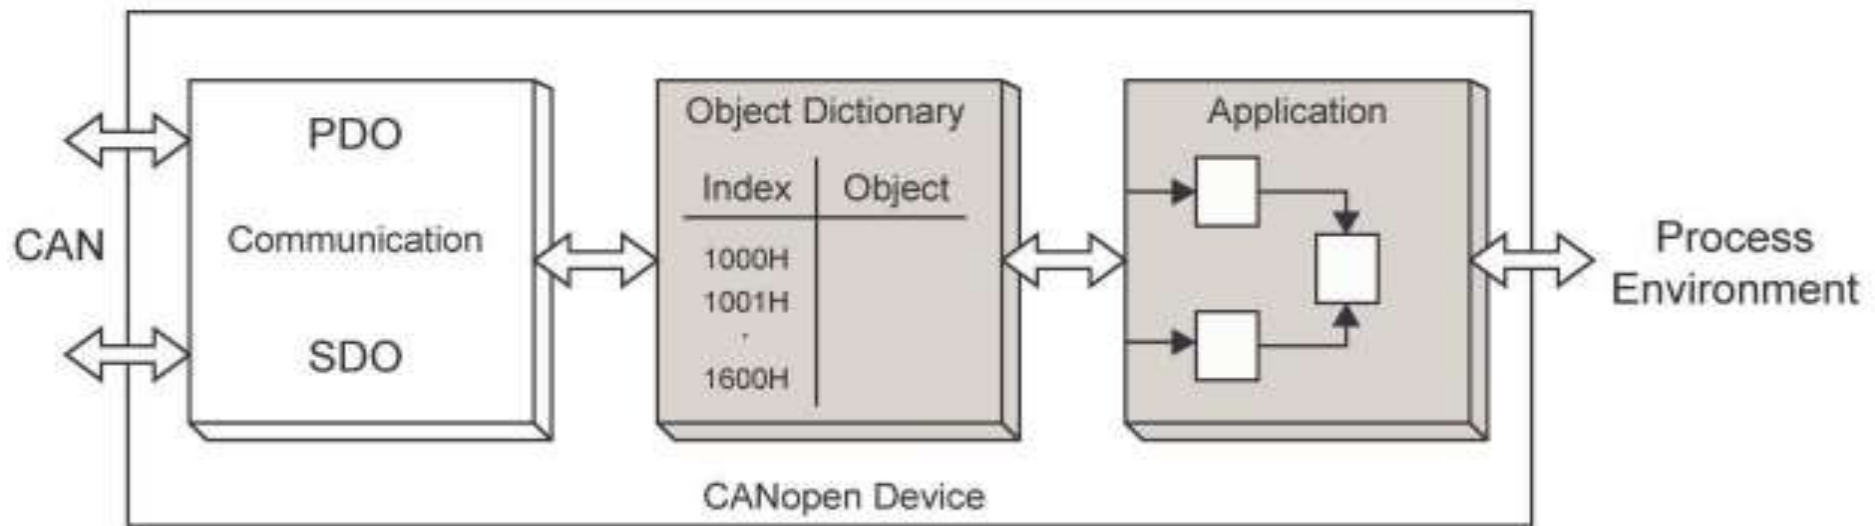 CAN
PDO
Communication
SDO
Object Dictionary
Index Object
1000H
1001H
.
1600H
Application
Process
Environment
CANopen Device